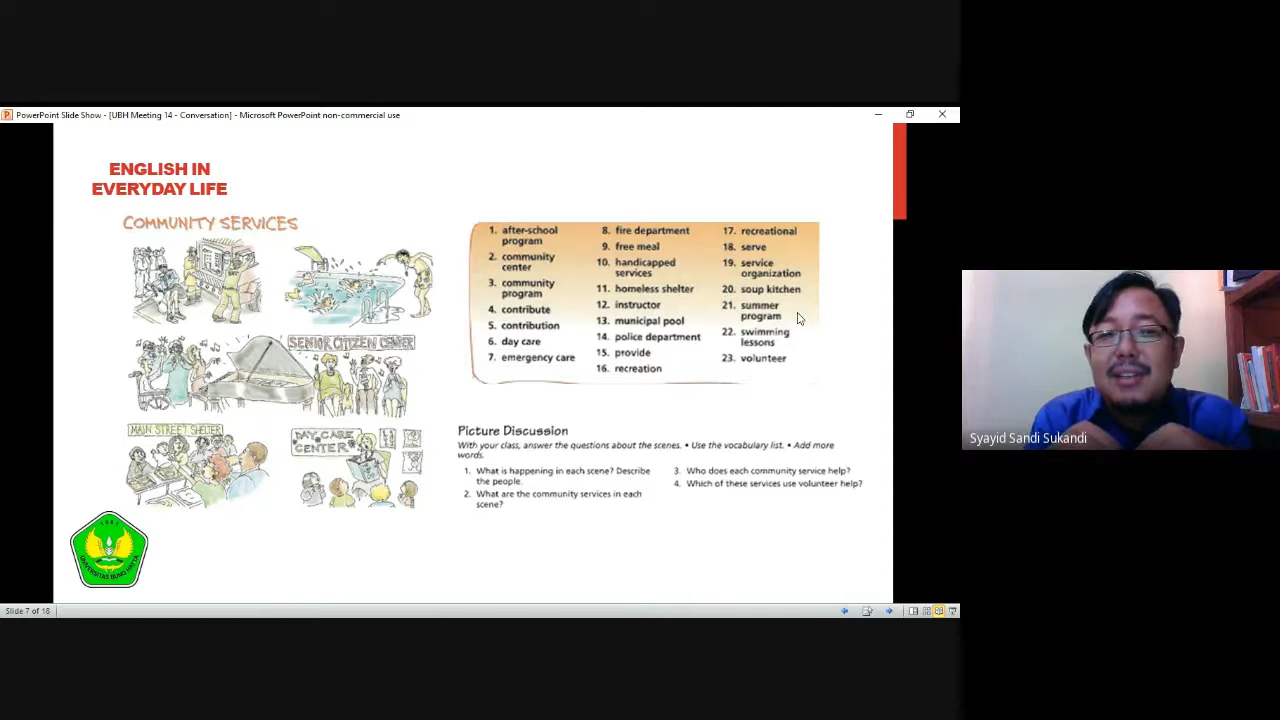 PowerPoint Slide Show - [UBH Meeting 14 - Conversation] - Microsoft PowerPoint non-commercial use
ENGLISH IN
EVERYDAY LIFE
COMMUNITY SERVICES
SENIOR CITIZEN CENTER
MAIN STREET SHELTER
DAY CARE
CENTER
1. after-school
program
2. community
center
3. community
program
4. contribute
5. contribution
6. day care
7. emergency care
8. fire department
9. free meal
10. handicapped
services
11. homeless shelter
12. instructor
13. municipal pool
14. police department
15. provide
16. recreation
17. recreational
18. serve
19. service
organization
20. soup kitchen
21. summer
program
22. swimming
lessons
23. volunteer
Picture Discussion
With your class, answer the questions about the scenes. • Use the vocabulary list. • Add more
words.
1. What is happening in each scene? Describe
the people.
2. What are the community services in each
scene?
3. Who does each community service help?
4. Which of these services use volunteer help?
1981
UNIVERSITAS BUNG HATTA
Slide 7 of 18
Syayid Sandi Sukandi